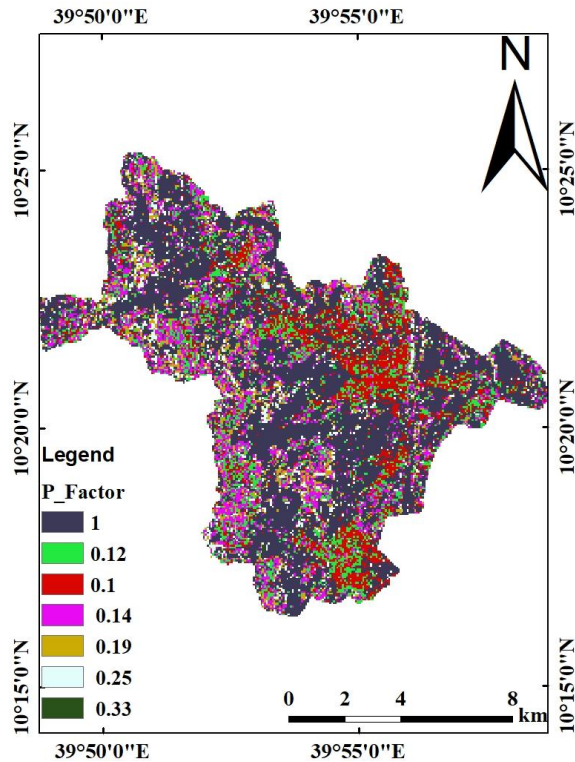 39°50'0"E 39°55'0"E
N
10°25'0"N 10°25'0"N
10°20'0"N 10°20'0"N
Legend
P_Factor
1
0.12
0.1
0.14
0.19
0.25
0.33
10°15'0"N 10°15'0"N
0 2 4 8
km
39°50'0"E 39°55'0"E